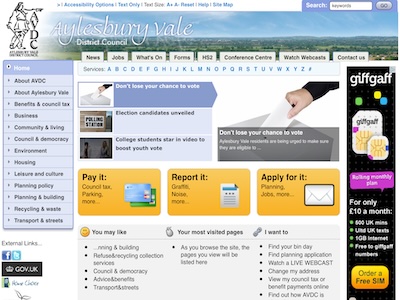 » | Accessibility Options | Text Only | Text Size: A+ A- Reset | Help | Site Map
Search: keywords
AVDC
AYLESBURY VALE
DISTRICT COUNCIL
Aylesbury Vale
District Council
News Jobs What's On Forms HS2 Conference Centre Watch Webcasts Contact us
Services: A B C D E F G H I J K L M N O P Q R S T U V W X Y Z
Home
About AVDC
About Aylesbury Vale
Benefits & council tax
Business
Community & living
Council & democracy
Environment
Housing
Leisure and culture
Planning policy
Planning & building
Recycling & waste
Transport & streets
External Links...
GOV.UK
Don't lose your chance to vote
Election candidates unveiled
POLLING
STATION
College students star in video to
boost youth vote
Don't lose your chance to vote
Aylesbury Vale residents are being urged to make sure
they are eligible to ...
Pay it:
Council tax,
Parking,
more...
Report it:
Graffiti,
Noise,
more...
Apply for it:
Planning,
Jobs, more...
You may like
...ming & building
Refuse&recycling collection
services
Council & democracy
Advice&benefits
Transport&streets
Your most visited pages
As you browse the site, the
pages you view will be listed
here
I want to
Find your bin day
Find planning application
Watch a LIVE WEBCAST
Change my address
View my council tax or
benefit payments online
Find out how AVDC is
giffgaff
Rolling monthly
plan
For only
£10 a month:
500 UK mins
Unltd UK texts
1GB Internet
Free to giffgaff
numbers
Order a
Free SIM